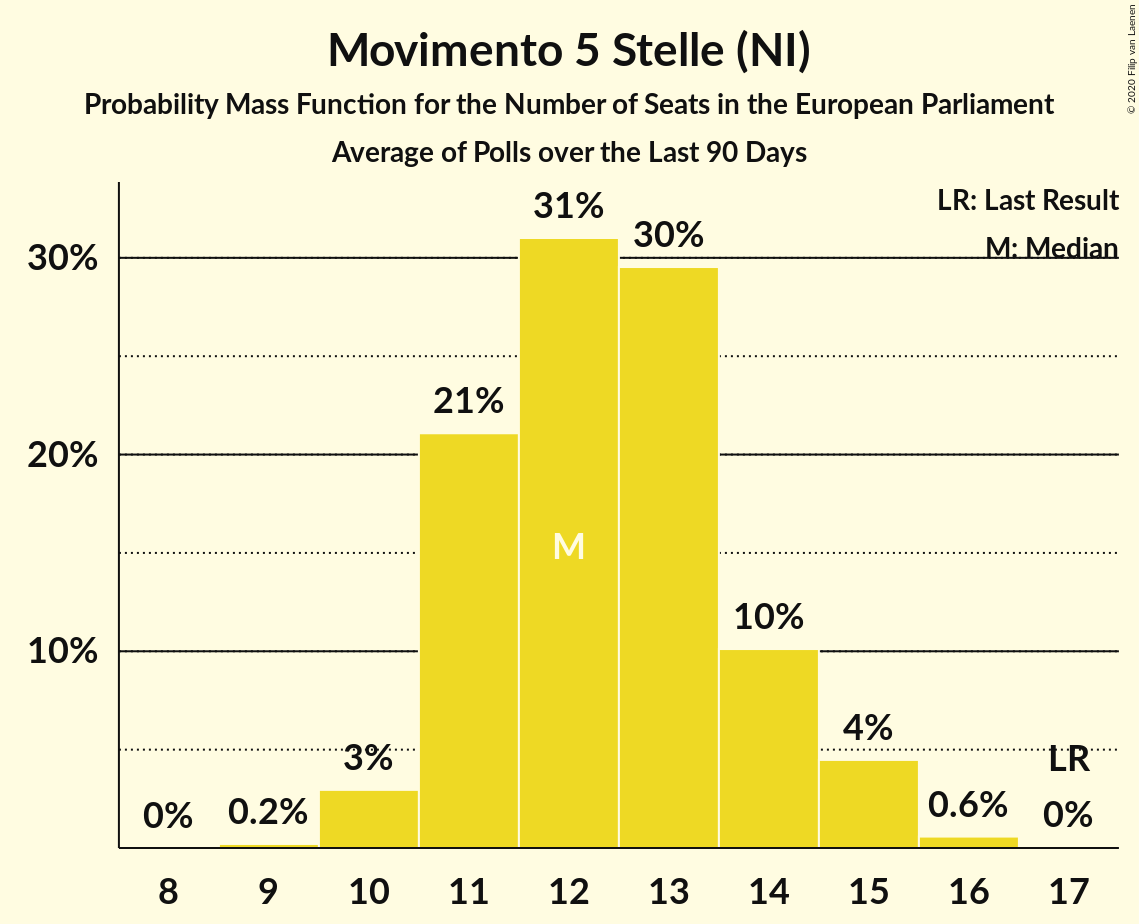 Movimento 5 Stelle (NI)
Probability Mass Function for the Number of Seats in the European Parliament
Average of Polls over the Last 90 Days
© 2020 Filip van Laenen
LR: Last Result
M: Median
30%
20%
10%
0%
0.2%
3%
21%
31%
30%
10%
4%
0.6%
LR
0%
M
8 9 10 11 12 13 14 15 16 17